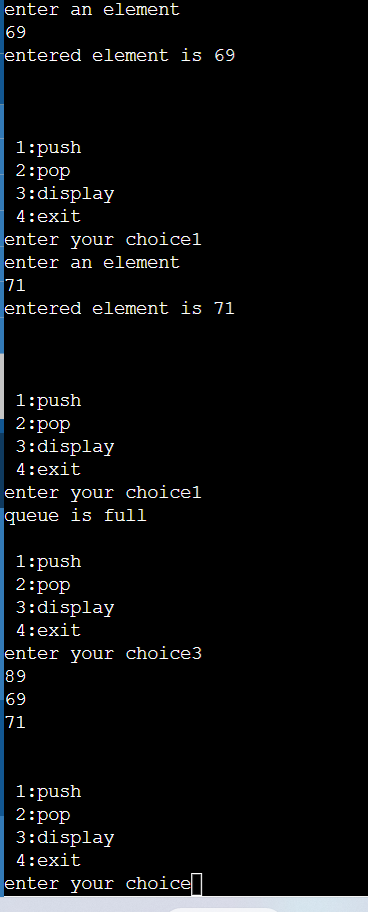 enter an element
69
entered element is 69
1:push
2:pop
3:display
4:exit
enter your choice1
enter an element
71
entered element is 71
1:push
2:pop
3:display
4:exit
enter your choice1
queue is full
1:push
2:pop
3:display
4:exit
enter your choice3
89
69
71
1:push
2:pop
3:display
4:exit
enter your choice